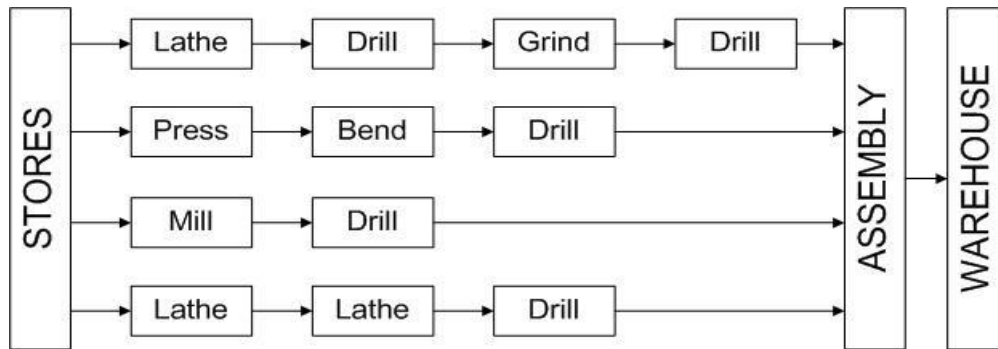 STORES
Lathe
Drill
Grind
Drill
Press
Bend
Drill
Mill
Drill
Lathe
Lathe
Drill
ASSEMBLY
WAREHOUSE